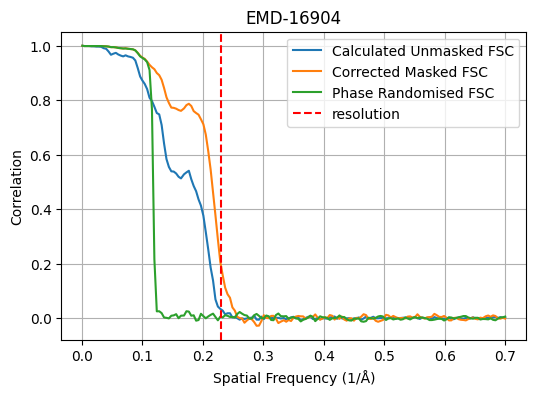 EMD-16904
Calculated Unmasked FSC
Corrected Masked FSC
Phase Randomised FSC
resolution
1.0
0.8
0.6
0.4
0.2
0.0
Correlation
0.0 0.1 0.2 0.3 0.4 0.5 0.6 0.7
Spatial Frequency (1/Å)